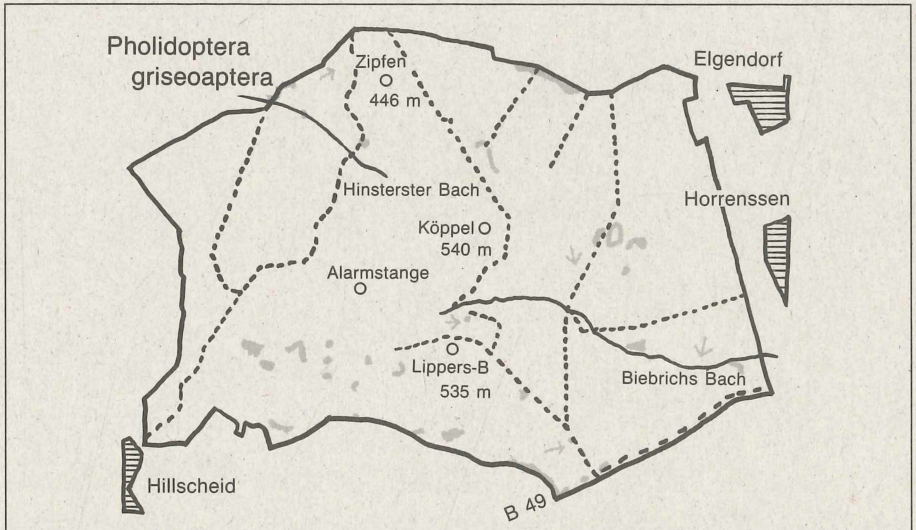 Pholidoptera
griseoaptera
Zipfen
446 m
Elgendorf
Hinsterster Bach
Horrenssen
Köppel
540 m
Alarmstange
Lippers-B
535 m
Biebrichs Bach
Hillscheid
B 49